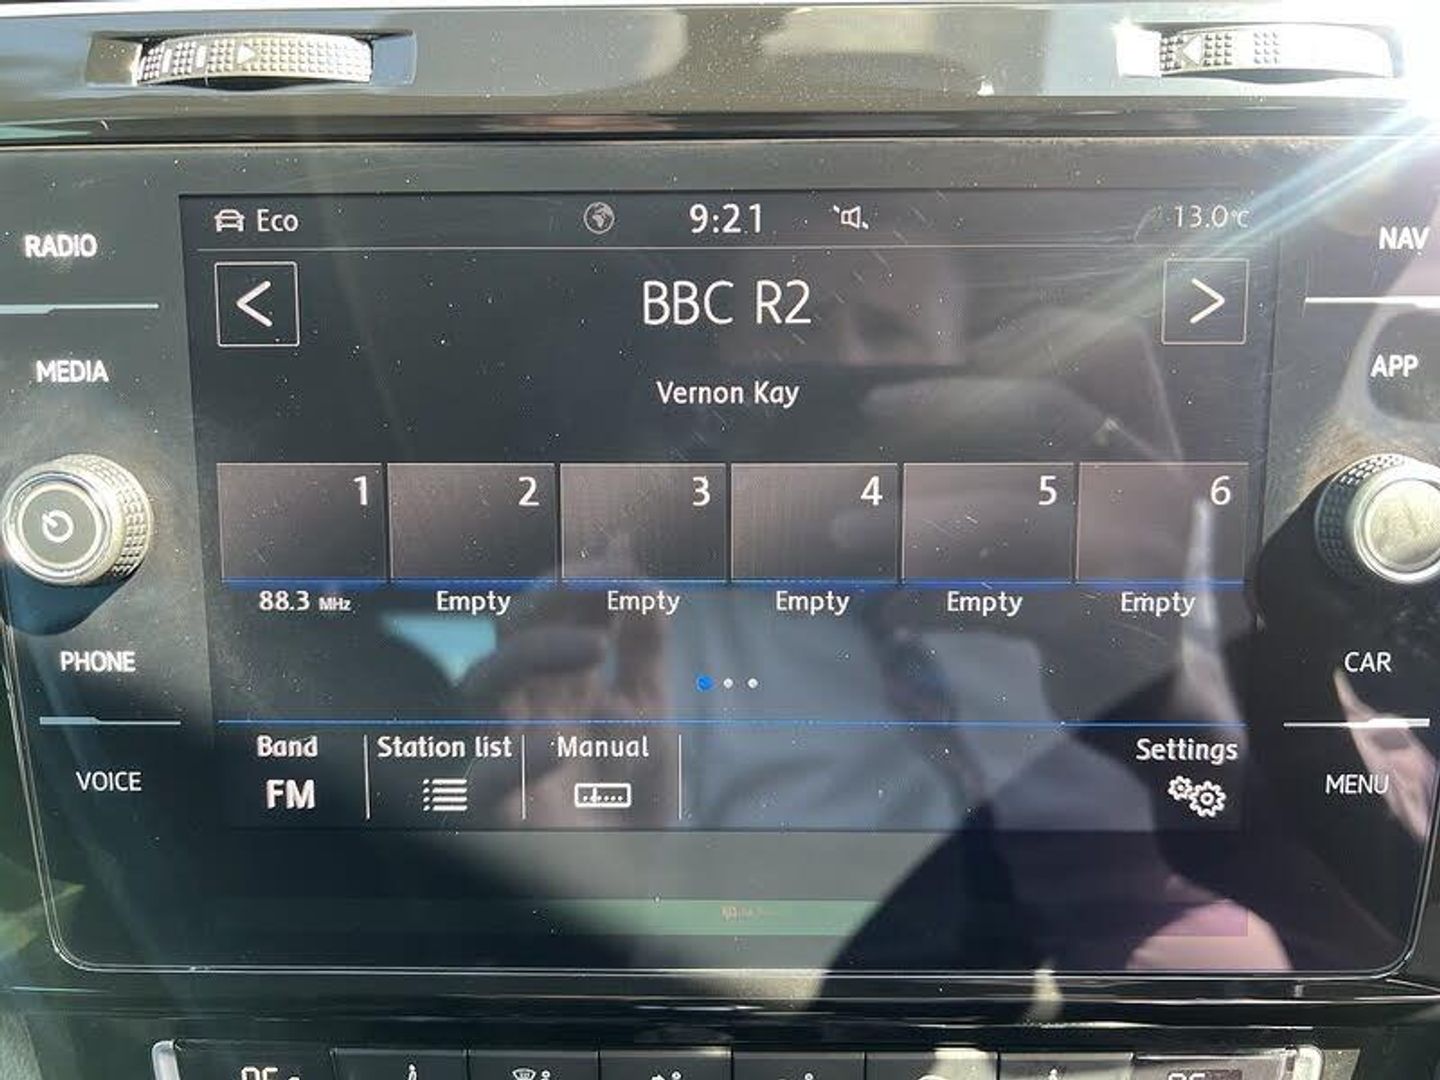 Eco 9:21 13.0°C
RADIO NAV
BBC R2
MEDIA APP
Vernon Kay
1 2 3 4 5 6
88.3 MHz Empty Empty Empty Empty Empty
PHONE CAR
Band Station list Manual Settings
FM
VOICE MENU